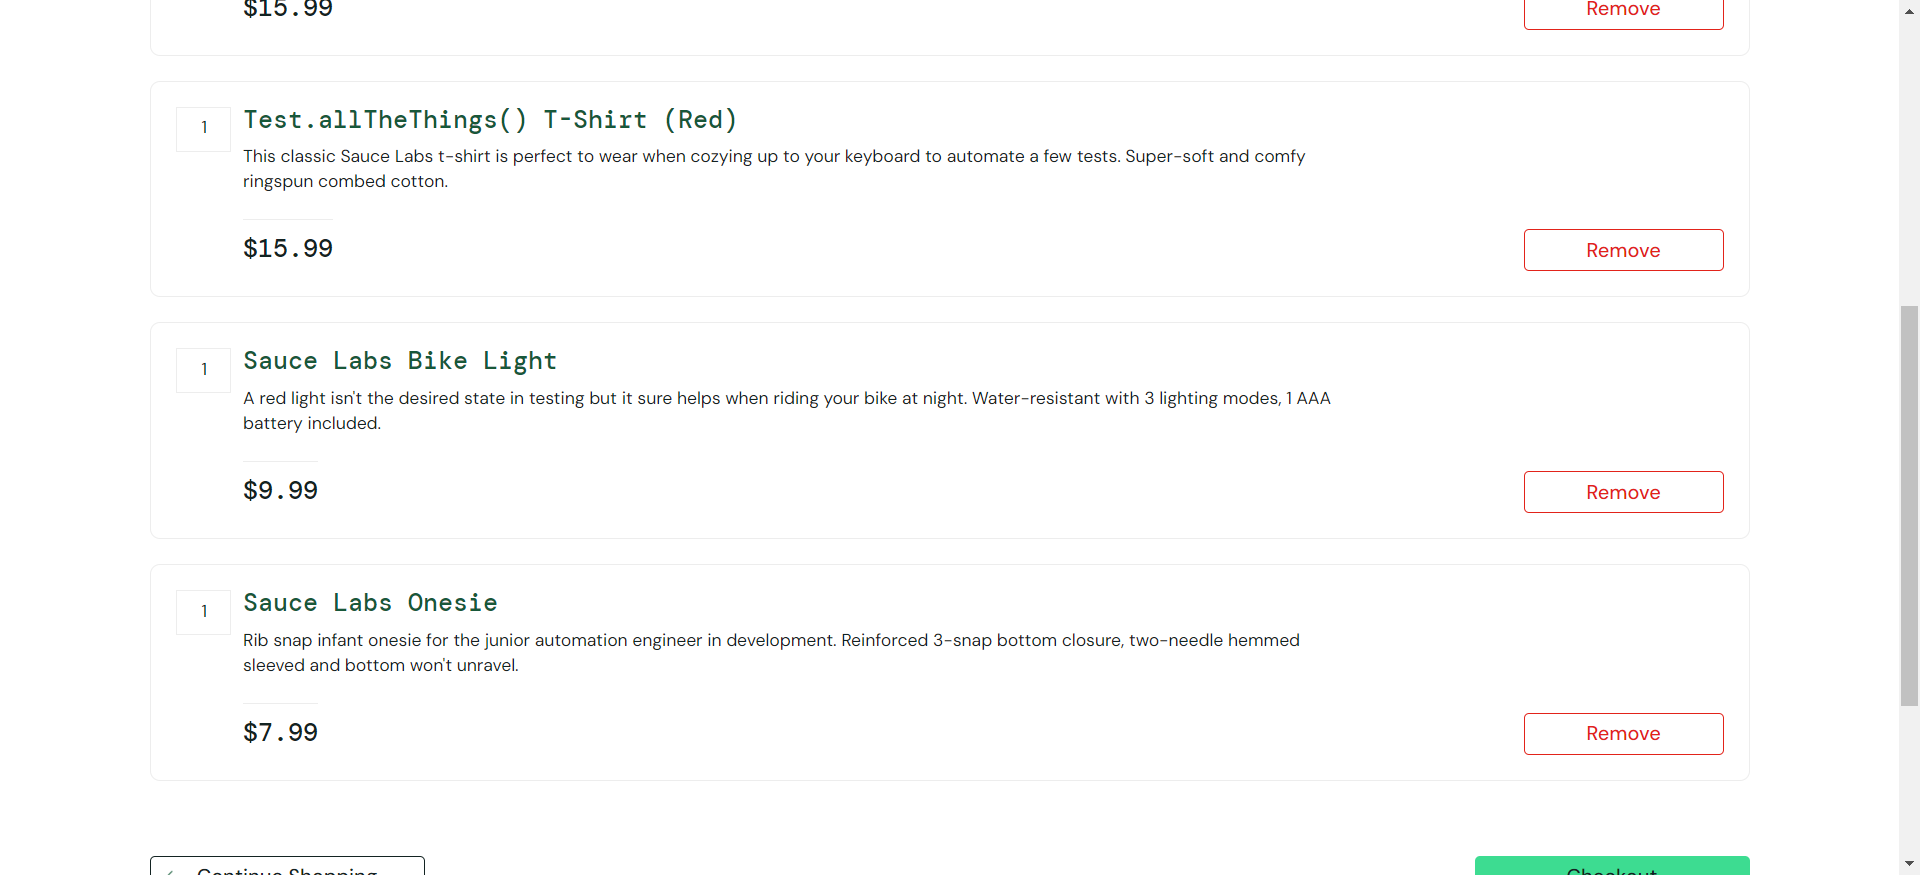 $15.99
Remove
1
Test.allTheThings() T-Shirt (Red)
This classic Sauce Labs t-shirt is perfect to wear when cozying up to your keyboard to automate a few tests. Super-soft and comfy
ringspun combed cotton.
$15.99
Remove
1
Sauce Labs Bike Light
A red light isn't the desired state in testing but it sure helps when riding your bike at night. Water-resistant with 3 lighting modes, 1 AAA
battery included.
$9.99
Remove
1
Sauce Labs Onesie
Rib snap infant onesie for the junior automation engineer in development. Reinforced 3-snap bottom closure, two-needle hemmed
sleeved and bottom won't unravel.
$7.99
Remove
Continue Shopping
Checkout